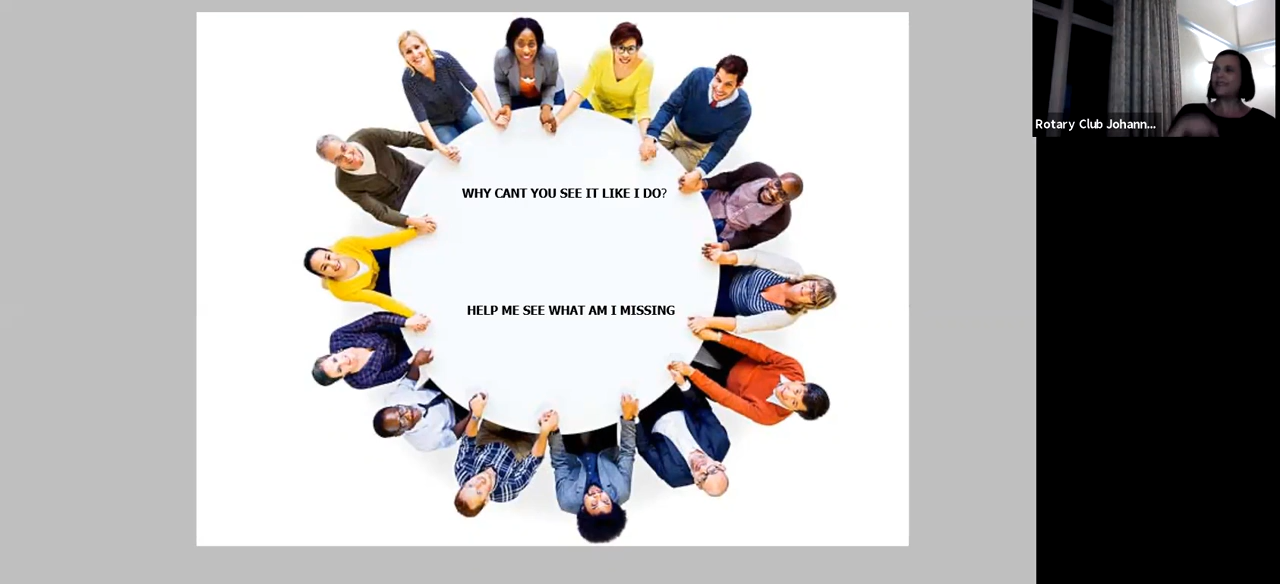 WHY CANT YOU SEE IT LIKE I DO?
HELP ME SEE WHAT AM I MISSING
Rotary Club Johann...